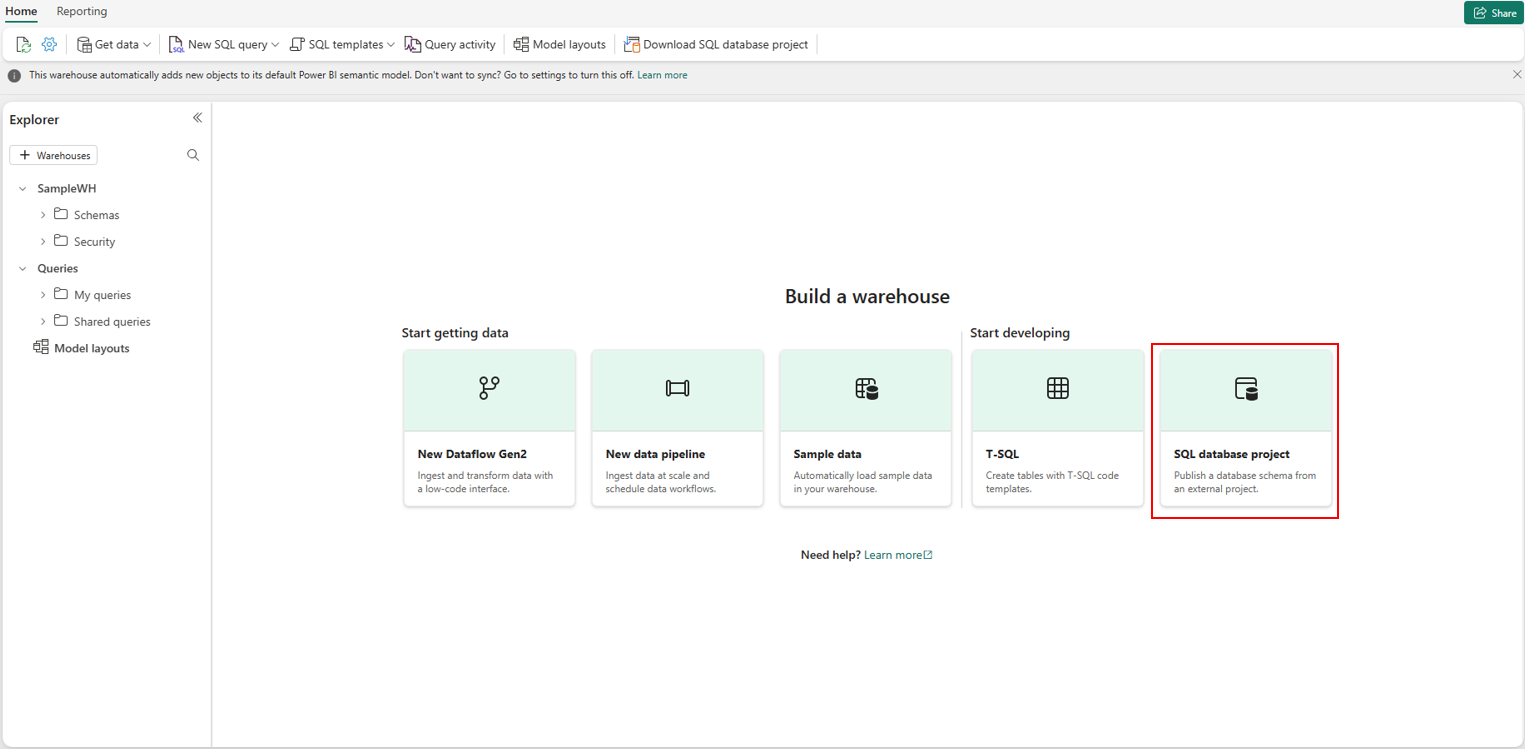 Home Reporting
Share
Get data New SQL query SQL templates Query activity Model layouts Download SQL database project
This warehouse automatically adds new objects to its default Power BI semantic model. Don't want to sync? Go to settings to turn this off. Learn more
Explorer
+ Warehouses
SampleWH
Schemas
Security
Queries
My queries
Shared queries
Model layouts
Build a warehouse
Start getting data
New Dataflow Gen2
Ingest and transform data with
a low-code interface.
New data pipeline
Ingest data at scale and
schedule data workflows.
Sample data
Automatically load sample data
in your warehouse.
Start developing
T-SQL
Create tables with T-SQL code
templates.
SQL database project
Publish a database schema from
an external project.
Need help? Learn more